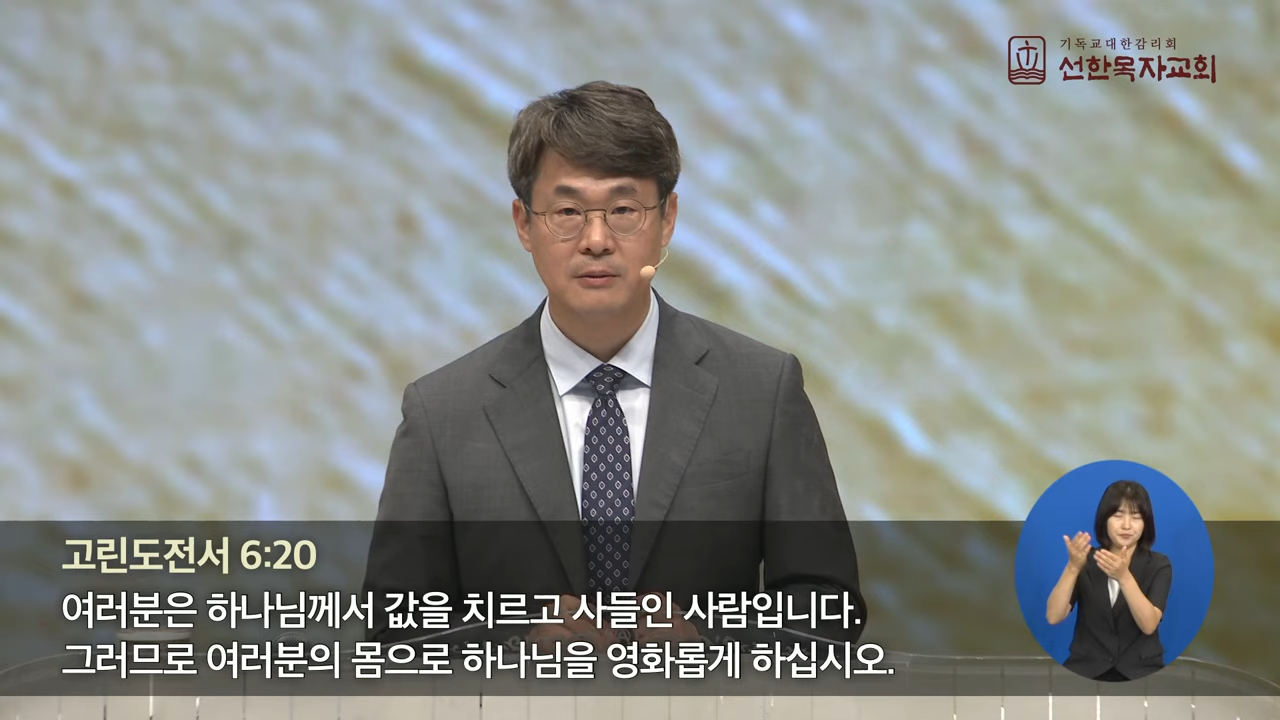 기독교대한감리회
선한목자교회
고린도전서 6:20
여러분은 하나님께서 값을 치르고 사들인 사람입니다.
그러므로 여러분의 몸으로 하나님을 영화롭게 하십시오.